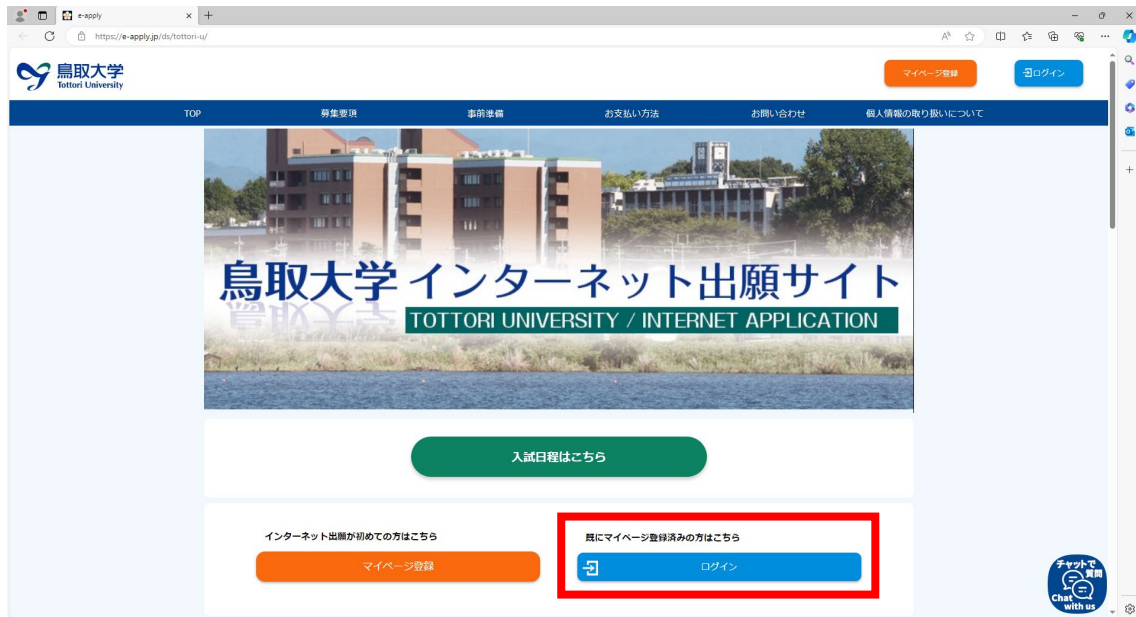 e-apply
https://e-apply.jp/ds/tottori-u/
鳥取大学
Tottori University
マイページ登録
ログイン
TOP
募集要項
事前準備
お支払い方法
お問い合わせ
個人情報の取り扱いについて
鳥取大学 インターネット出願サイト
TOTTORI UNIVERSITY / INTERNET APPLICATION
入試日程はこちら
インターネット出願が初めての方はこちら
マイページ登録
既にマイページ登録済みの方はこちら
ログイン
チャットで
質問
Chat
with us